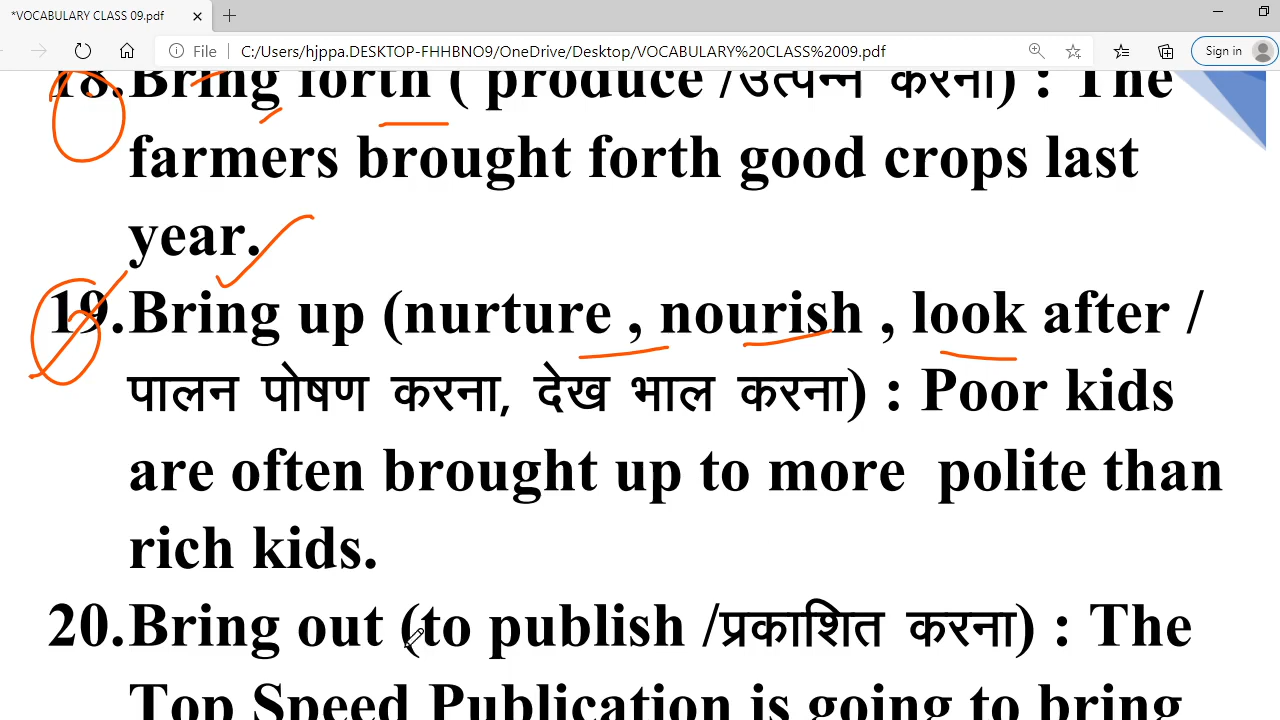 *VOCABULARY CLASS 09.pdf
File C:/Users/hjppa.DESKTOP-FHHBNO9/OneDrive/Desktop/VOCABULARY%20CLASS%2009.pdf Sign in
18.Bring forth ( produce /उत्पन्न करना) : The
farmers brought forth good crops last
year.
19.Bring up (nurture , nourish , look after /
पालन पोषण करना, देख भाल करना) : Poor kids
are often brought up to more polite than
rich kids.
20.Bring out (to publish /प्रकाशित करना) : The
Top Speed Publication is going to bring